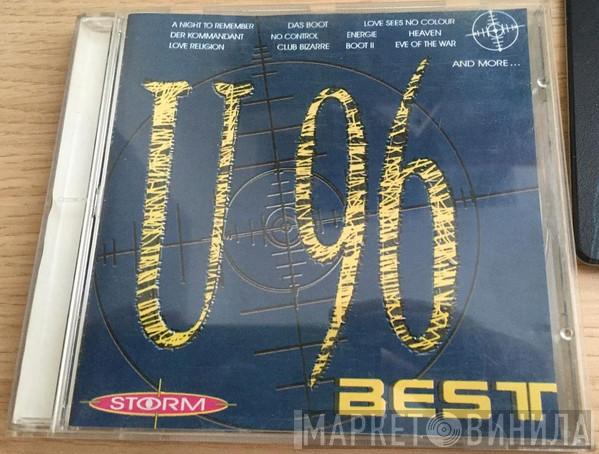 A NIGHT TO REMEMBER DAS BOOT LOVE SEES NO COLOUR
DER KOMMANDANT NO CONTROL ENERGIE HEAVEN
LOVE RELIGION CLUB BIZARRE BOOT II EVE OF THE WAR
AND MORE...
U96
STORM
BEST
МАРКЕТ ВИНИЛА